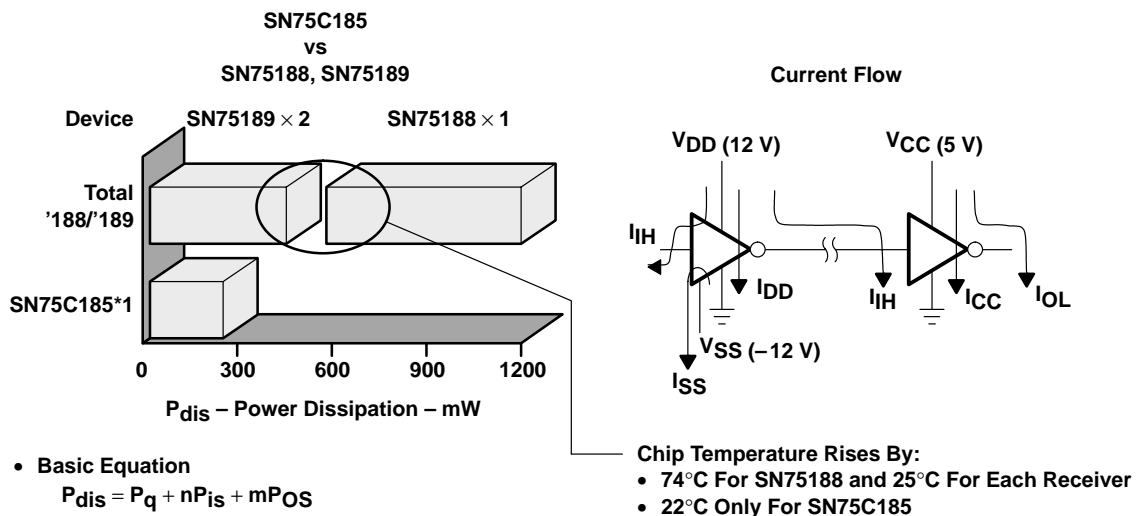 SN75C185
vs
SN75188, SN75189
Device
SN75189 × 2
SN75188 × 1
Total
’188/’189
SN75C185*1
0
300
600
900
1200
Pdis – Power Dissipation – mW
• Basic Equation
Pdis = Pq + nPis + mPOS
Current Flow
VDD (12 V)
VCC (5 V)
IIH
IDD
IIH
ICC
IOL
VSS (–12 V)
ISS
Chip Temperature Rises By:
• 74°C For SN75188 and 25°C For Each Receiver
• 22°C Only For SN75C185